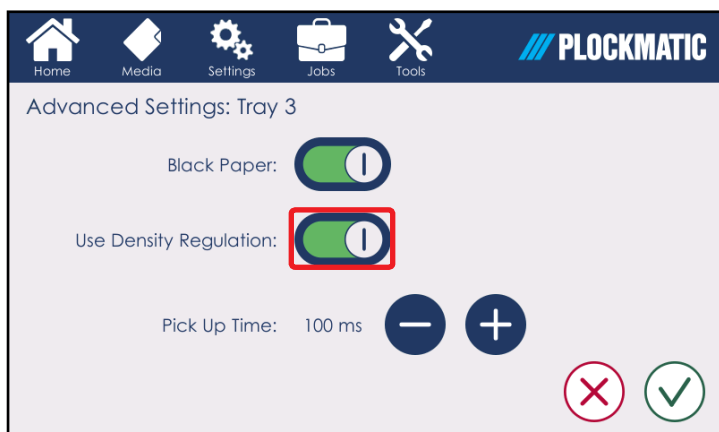 Home Media Settings Jobs Tools PLOCKMATIC
Advanced Settings: Tray 3
Black Paper:
Use Density Regulation:
Pick Up Time: 100 ms